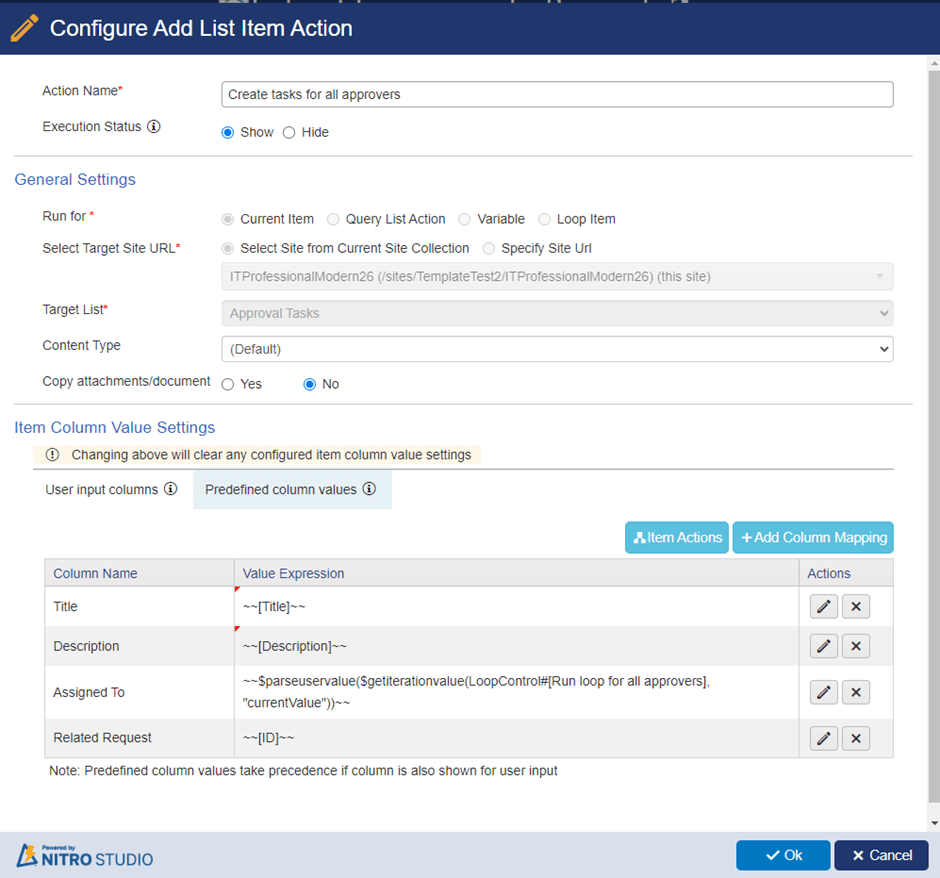 Configure Add List Item Action
Action Name*
Create tasks for all approvers
Execution Status
Show Hide
General Settings
Run for *
Current Item Query List Action Variable Loop Item
Select Target Site URL*
Select Site from Current Site Collection Specify Site Url
ITProfessionalModern26 (/sites/TemplateTest2/ITProfessionalModern26) (this site)
Target List*
Approval Tasks
Content Type
(Default)
Copy attachments/document
Yes No
Item Column Value Settings
Changing above will clear any configured item column value settings
User input columns Predefined column values
Item Actions + Add Column Mapping
Column Name Value Expression Actions
Title ~~[Title]~~
Description ~~[Description]~~
Assigned To ~~$parseuservalue($getiterationvalue(LoopControl#[Run loop for all approvers],
"currentValue"))~~
Related Request ~~[ID]~~
Note: Predefined column values take precedence if column is also shown for user input
Powered by
NITRO STUDIO
Ok Cancel